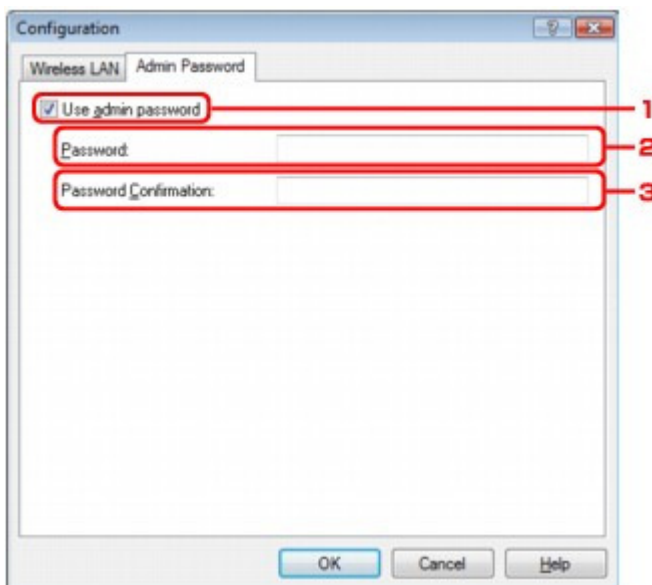 Configuration
Wireless LAN Admin Password
Use admin password 1
Password: 2
Password Confirmation: 3
OK Cancel Help